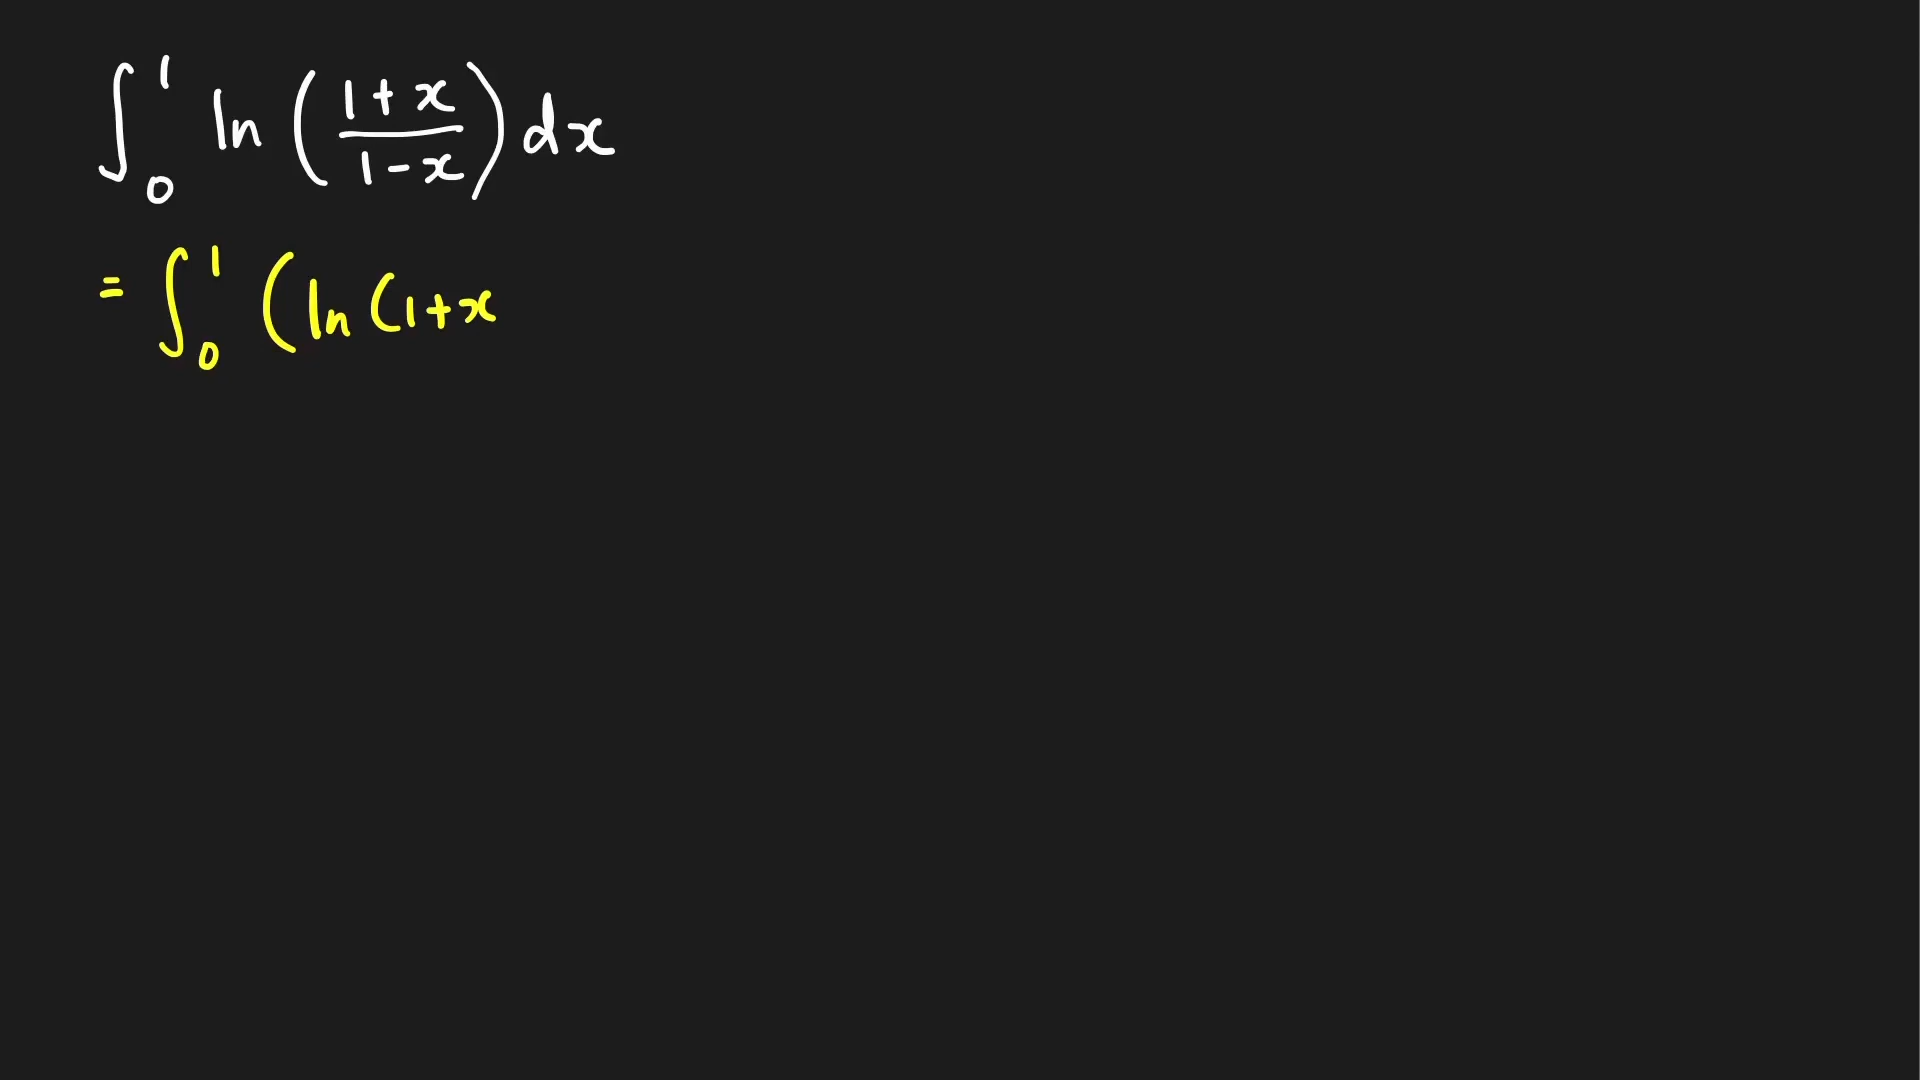 ∫₀¹ ln((1+x)/(1-x)) dx
= ∫₀¹ (ln(1+x